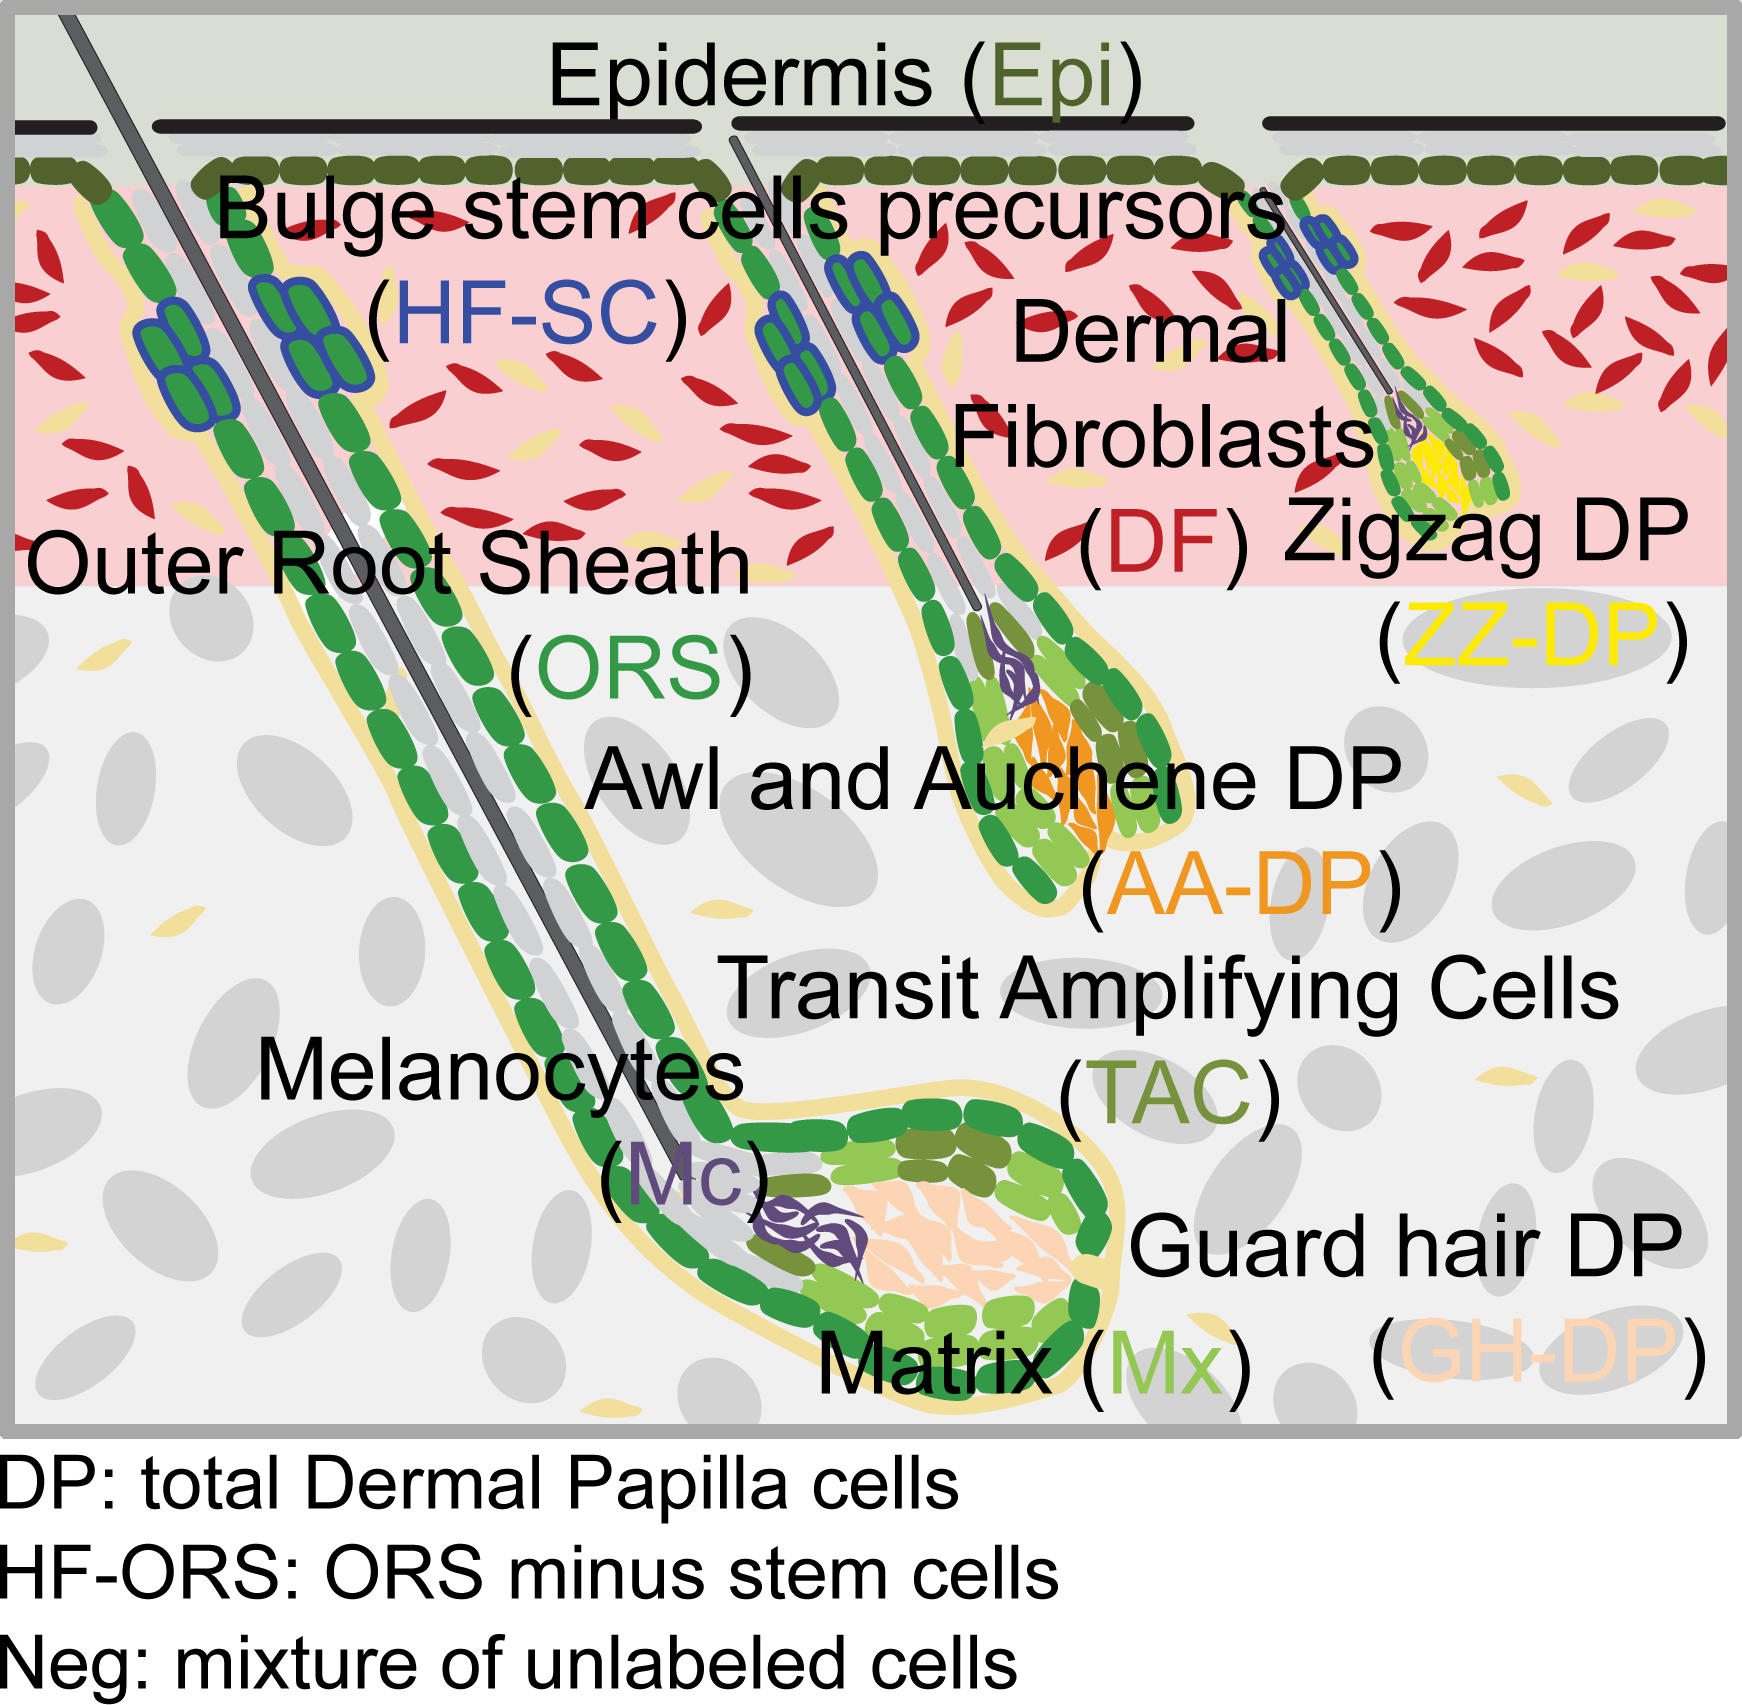 Epidermis (Epi)
Bulge stem cells precursors
(HF-SC)
Dermal
Fibroblasts
(DF)
Zigzag DP
(ZZ-DP)
Outer Root Sheath
(ORS)
Awl and Auchene DP
(AA-DP)
Transit Amplifying Cells
(TAC)
Melanocytes
(Mc)
Guard hair DP
(GH-DP)
Matrix (Mx)
DP: total Dermal Papilla cells
HF-ORS: ORS minus stem cells
Neg: mixture of unlabeled cells